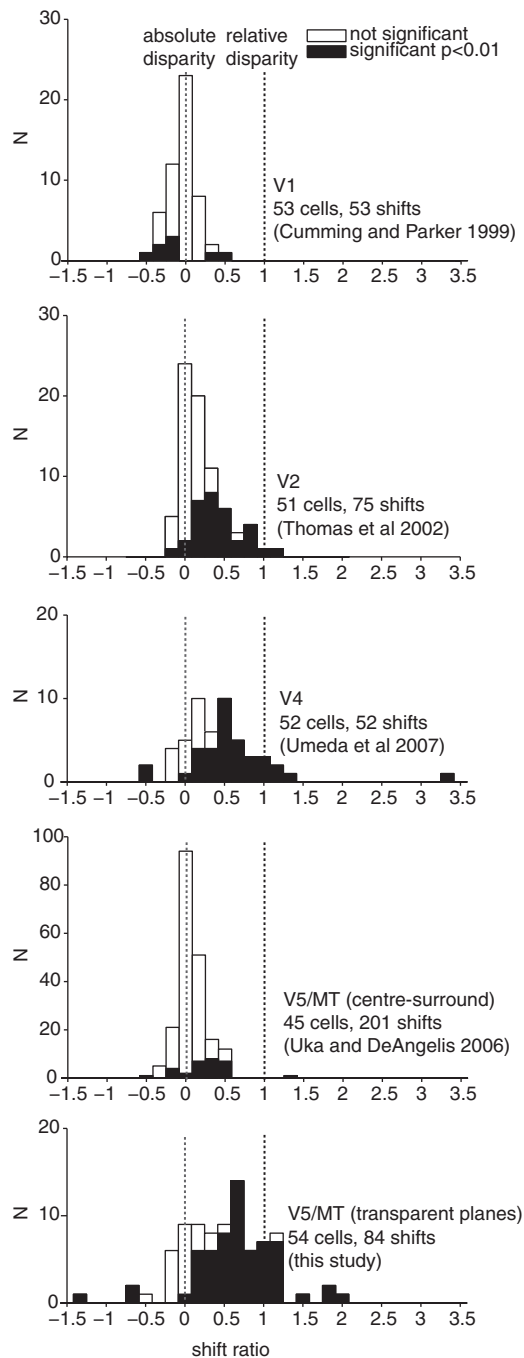 absolute relative
disparity disparity
not significant
significant p<0.01
30
20
10
0
N
V1
53 cells, 53 shifts
(Cumming and Parker 1999)
−1.5 −1 −0.5 0 0.5 1 1.5 2 2.5 3 3.5
30
20
10
0
N
V2
51 cells, 75 shifts
(Thomas et al 2002)
−1.5 −1 −0.5 0 0.5 1 1.5 2 2.5 3 3.5
20
10
0
N
V4
52 cells, 52 shifts
(Umeda et al 2007)
−1.5 −1 −0.5 0 0.5 1 1.5 2 2.5 3 3.5
100
80
60
40
20
0
N
V5/MT (centre-surround)
45 cells, 201 shifts
(Uka and DeAngelis 2006)
−1.5 −1 −0.5 0 0.5 1 1.5 2 2.5 3 3.5
20
10
0
N
V5/MT (transparent planes)
54 cells, 84 shifts
(this study)
−1.5 −1 −0.5 0 0.5 1 1.5 2 2.5 3 3.5
shift ratio